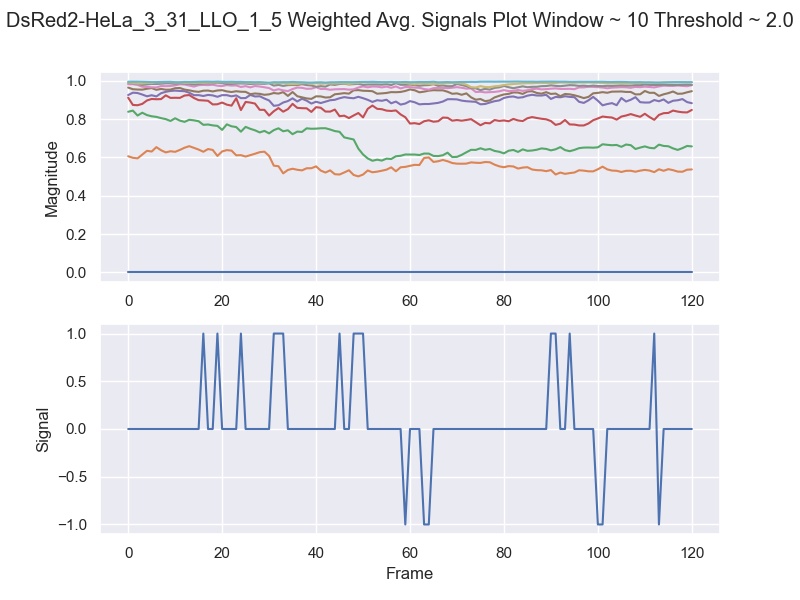 DsRed2-HeLa_3_31_LLO_1_5 Weighted Avg. Signals Plot Window ~ 10 Threshold ~ 2.0
Magnitude
1.0
0.8
0.6
0.4
0.2
0.0
0 20 40 60 80 100 120
Signal
1.0
0.5
0.0
−0.5
−1.0
0 20 40 60 80 100 120
Frame